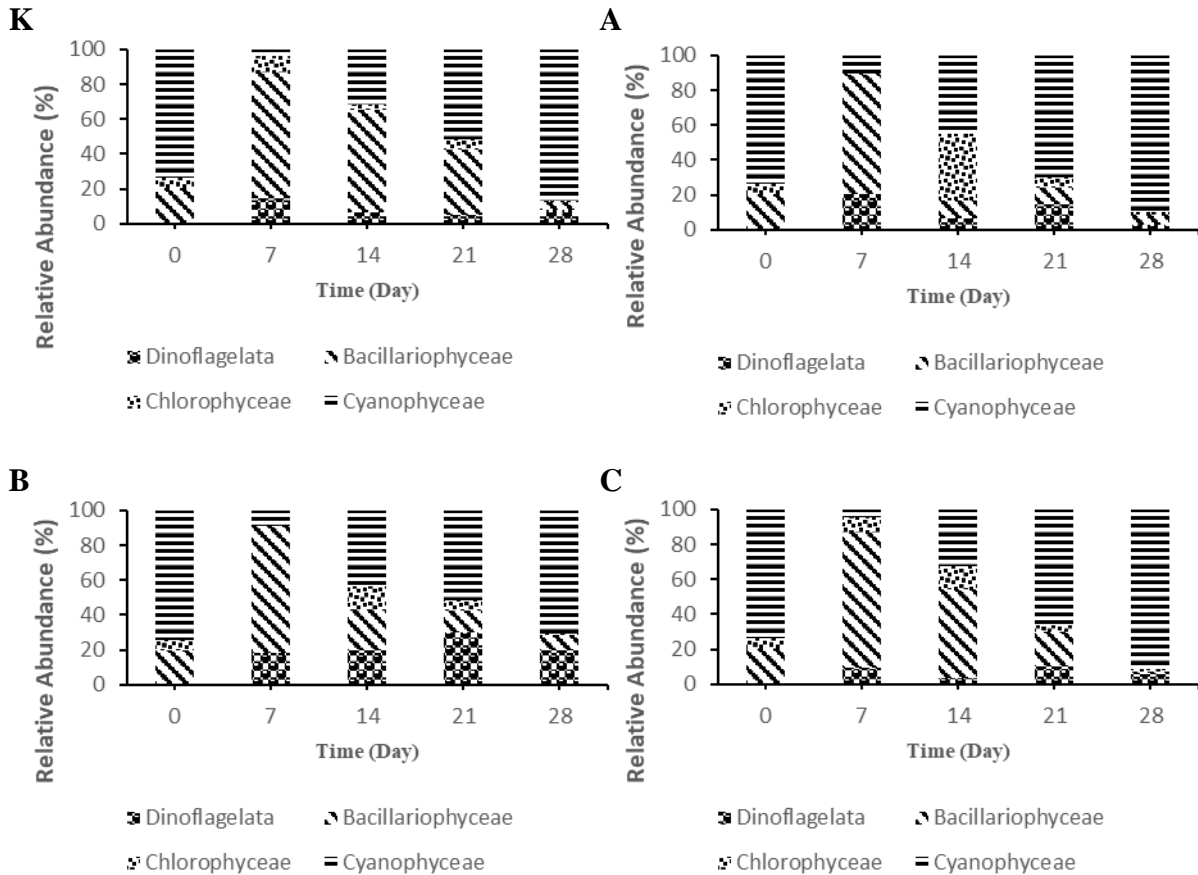 K
Relative Abundance (%)
100
80
60
40
20
0
0 7 14 21 28
Time (Day)
Dinoflagelata Bacillariophyceae
Chlorophyceae Cyanophyceae
A
Relative Abundance (%)
100
80
60
40
20
0
0 7 14 21 28
Time (Day)
Dinoflagelata Bacillariophyceae
Chlorophyceae Cyanophyceae
B
Relative Abundance (%)
100
80
60
40
20
0
0 7 14 21 28
Time (Day)
Dinoflagelata Bacillariophyceae
Chlorophyceae Cyanophyceae
C
Relative Abundance (%)
100
80
60
40
20
0
0 7 14 21 28
Time (Day)
Dinoflagelata Bacillariophyceae
Chlorophyceae Cyanophyceae